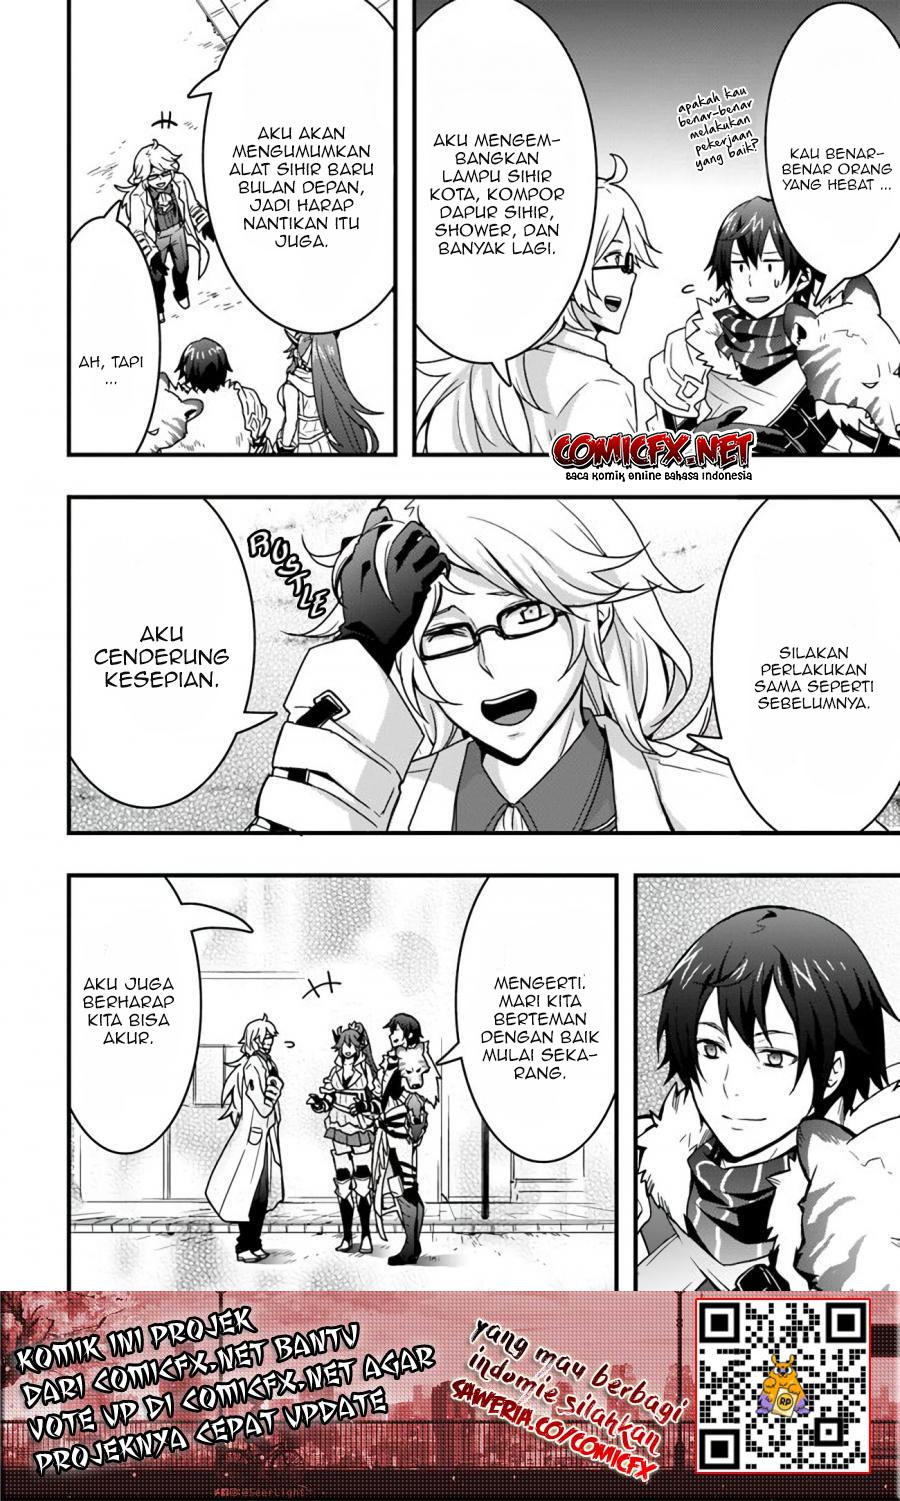 KAU BENAR-
BENAR ORANG
YANG HEBAT ...
apakah kau
benar-benar
melakukan
pekerjaan
yang baik?
AKU MENGEM-
BANGKAN
LAMPU SIHIR
KOTA, KOMPOR
DAPUR SIHIR,
SHOWER, DAN
BANYAK LAGI.
AKU AKAN
MENGUMUMKAN
ALAT SIHIR BARU
BULAN DEPAN,
JADI HARAP
NANTIKAN ITU
JUGA.
AH, TAPI
...
COMICFX.NET
Baca Komik Online Bahasa Indonesia
SILAKAN
PERLAKUKAN
SAMA SEPERTI
SEBELUMNYA.
RUSTLE
AKU
CENDERUNG
KESEPIAN.
MENGERTI.
MARI KITA
BERTEMAN
DENGAN BAIK
MULAI SEKA-
RANG.
AKU JUGA
BERHARAP
KITA BISA
AKUR.
KOMIK INI PROJEK
DARI COMICFX.NET BANTU
VOTE UP DI COMICFX.NET AGAR
PROJEKNYA CEPAT UPDATE
yang mau berbagi
indomie silahkan
SAWERIA.CO/COMICFX
RP
@SeerLight